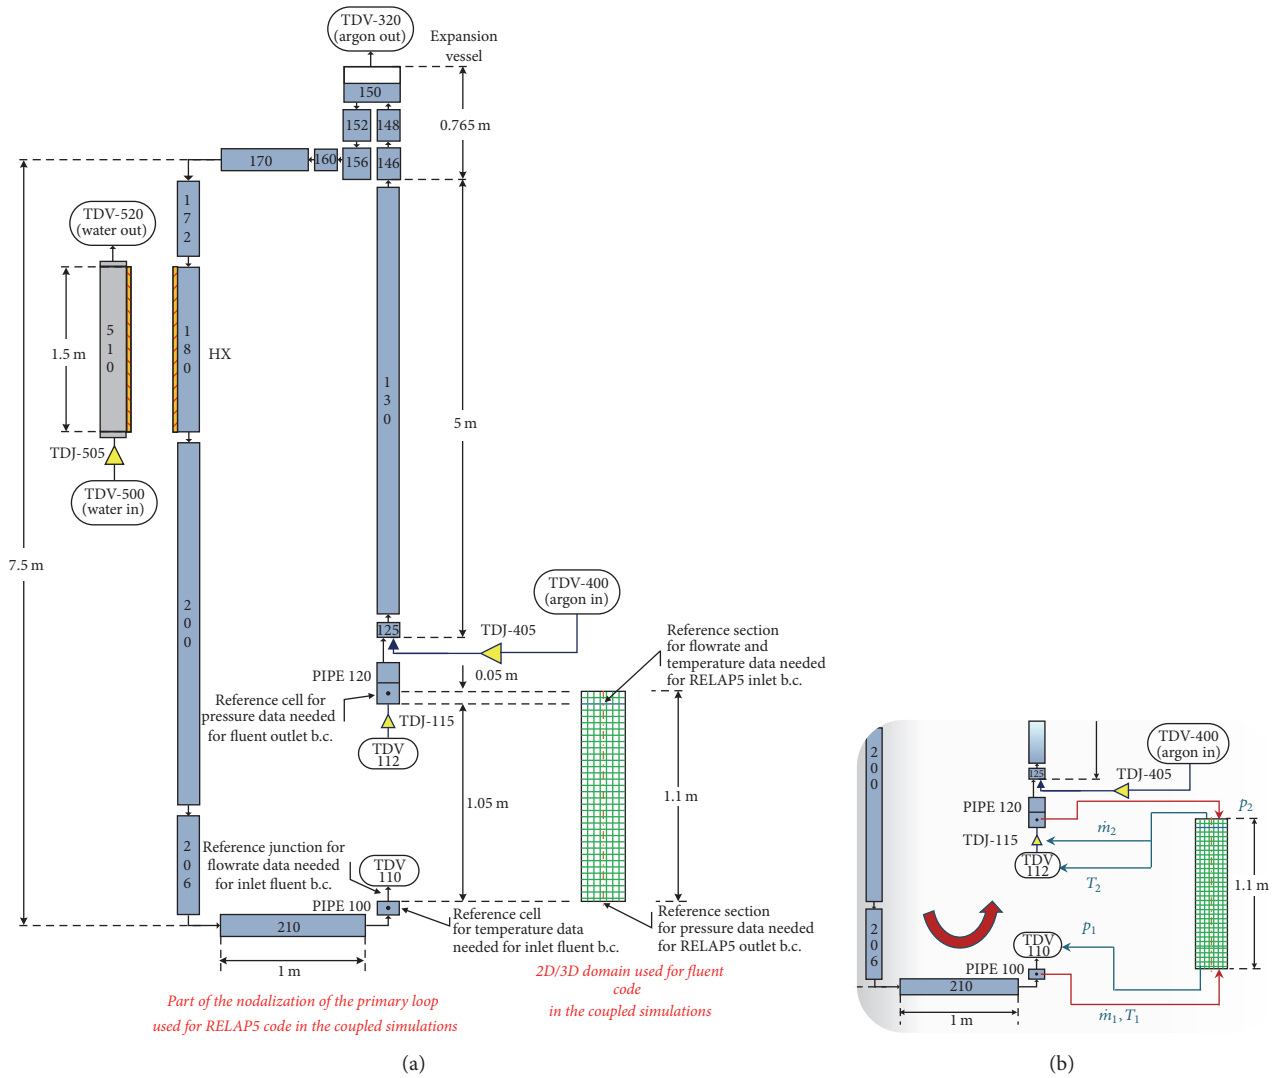 TDV-320
(argon out)
Expansion
vessel
150
152
148
0.765 m
156
146
160
170
172
TDV-520
(water out)
510
1.5 m
180
HX
130
5 m
TDJ-505
TDV-500
(water in)
7.5 m
200
TDV-400
(argon in)
125
TDJ-405
Reference section
for flowrate and
temperature data needed
for RELAP5 inlet b.c.
PIPE 120
0.05 m
Reference cell for
pressure data needed
for fluent outlet b.c.
TDJ-115
TDV
112
1.05 m
1.1 m
206
Reference junction for
flowrate data needed
for inlet fluent b.c.
TDV
110
PIPE 100
210
1 m
Reference cell
for temperature data
needed for inlet fluent b.c.
Reference section
for pressure data needed
for RELAP5 outlet b.c.
Part of the nodalization of the primary loop
used for RELAP5 code in the coupled simulations
2D/3D domain used for fluent
code
in the coupled simulations
(a)
200
TDV-400
(argon in)
125
TDJ-405
PIPE 120
p₂
ṁ₂
TDJ-115
TDV
112
T₂
1.1 m
206
p₁
TDV
110
PIPE 100
210
ṁ₁, T₁
1 m
(b)